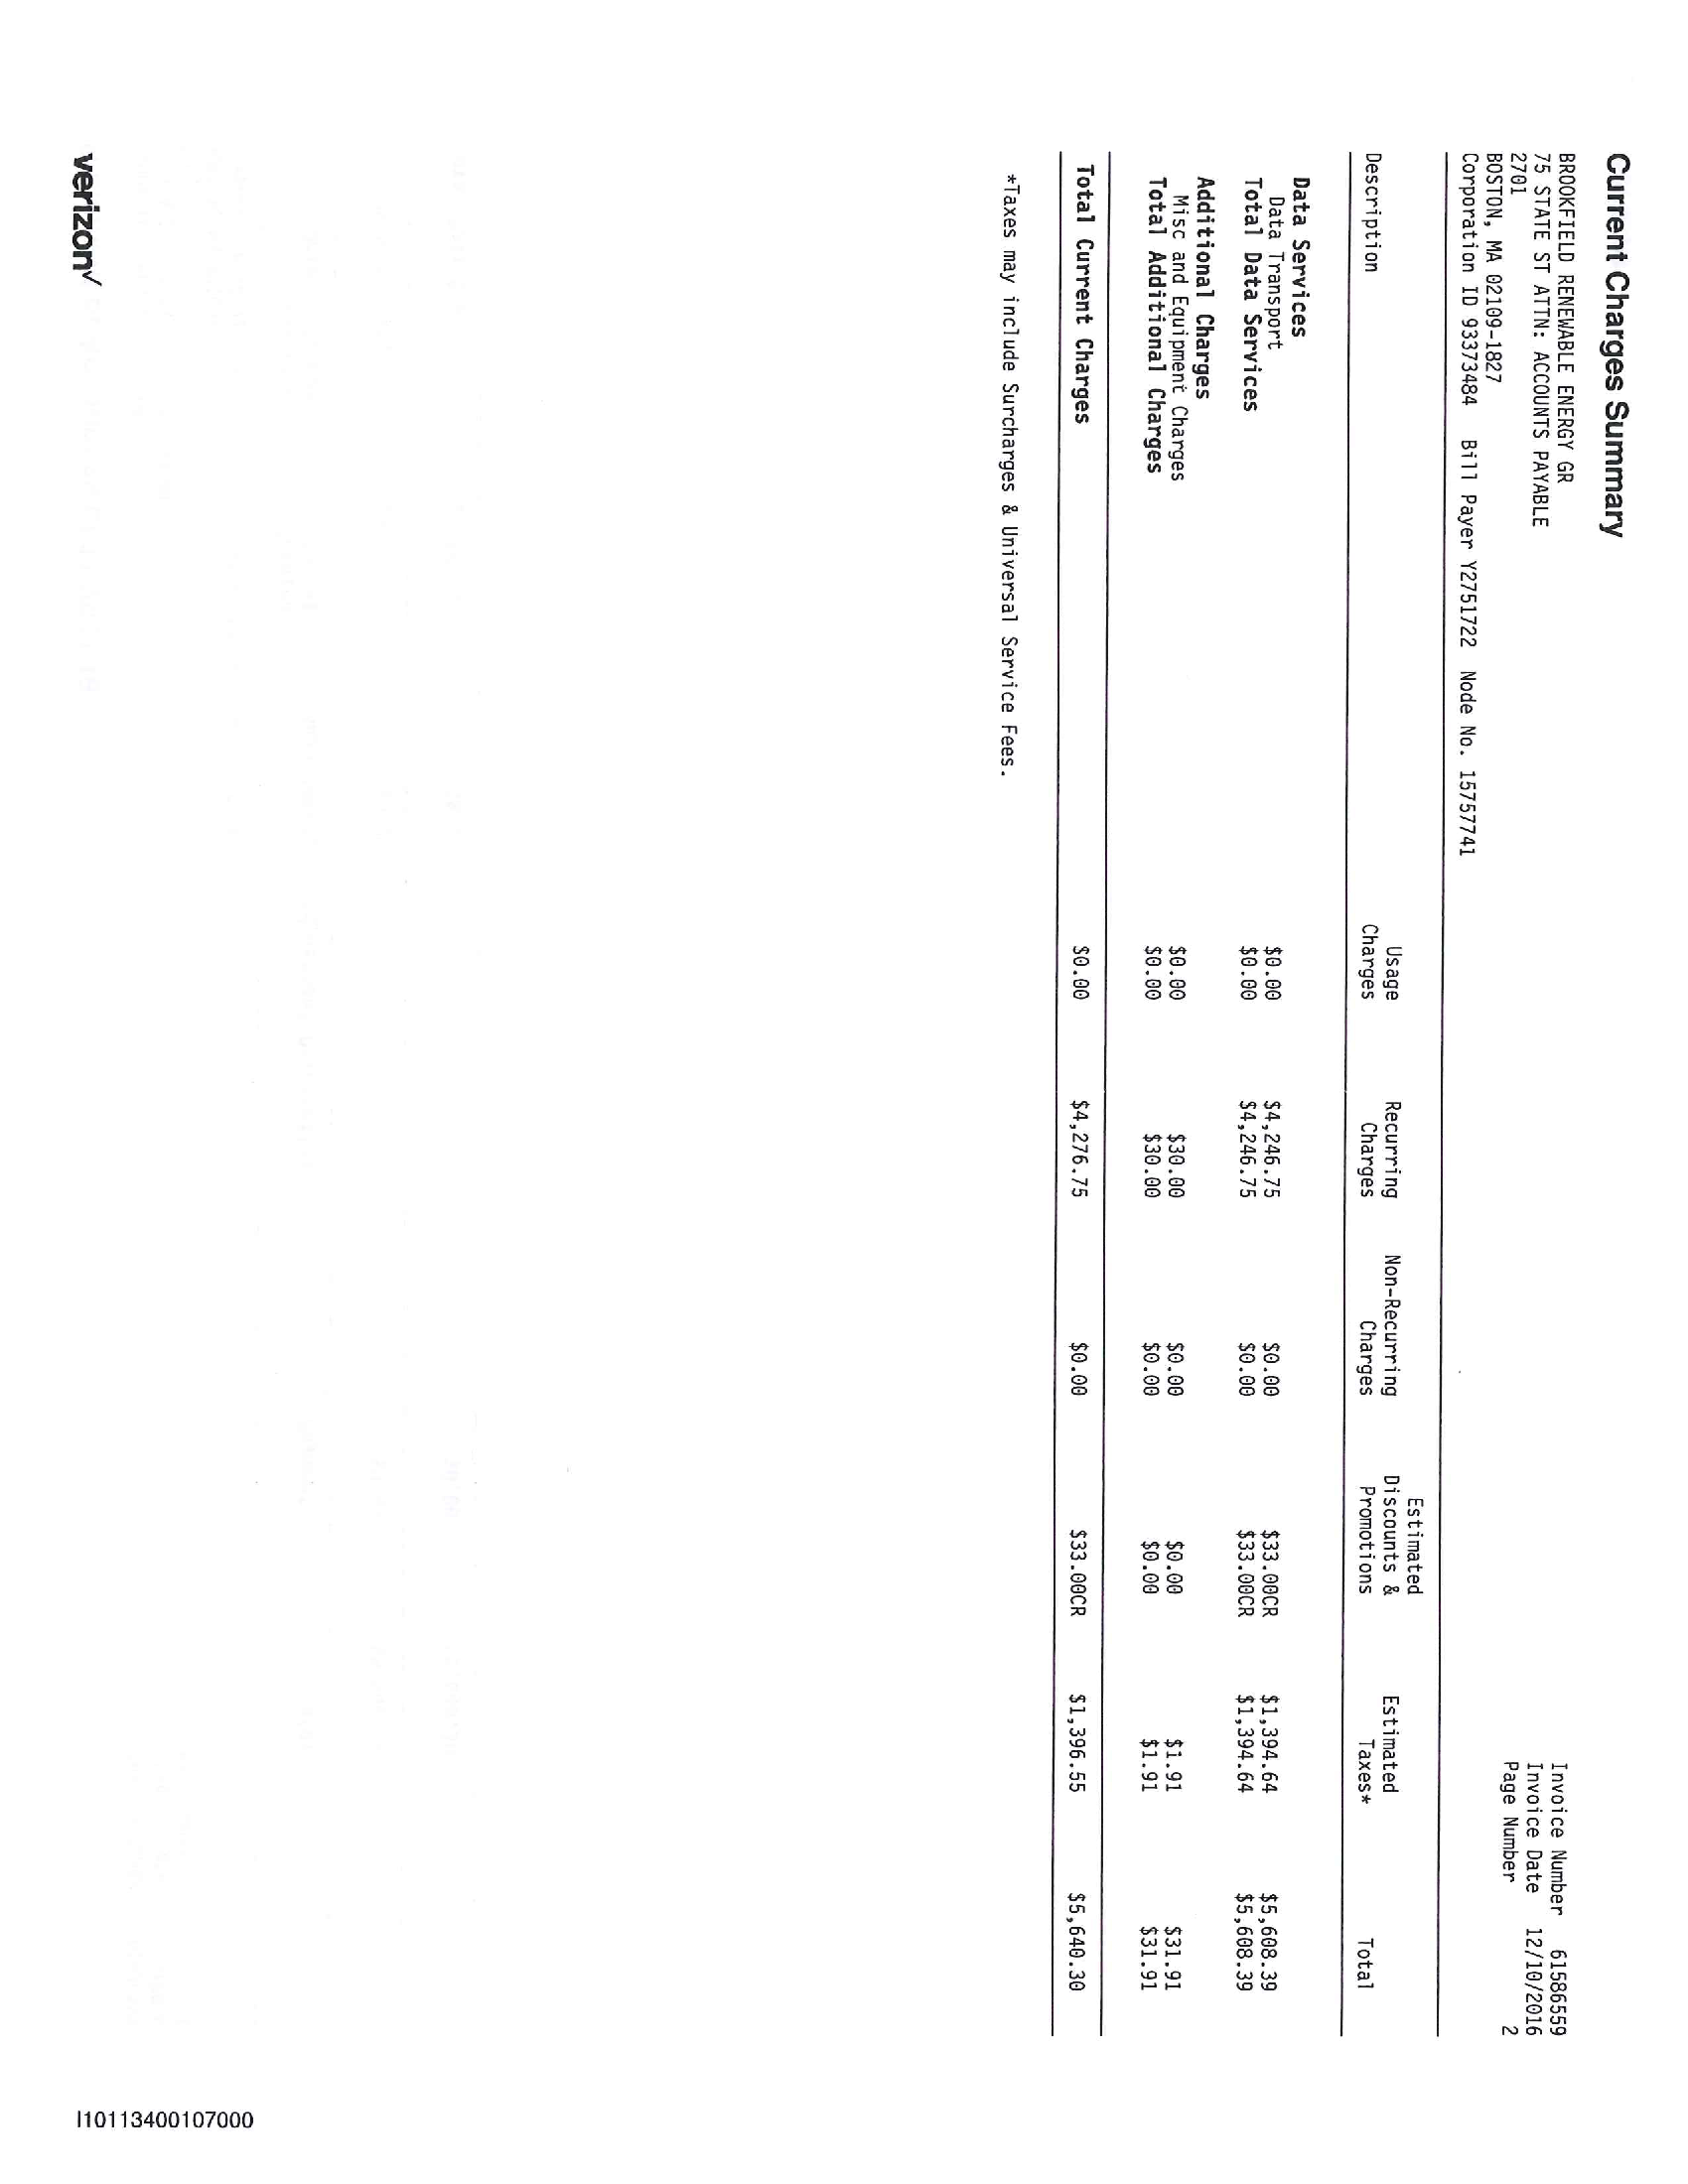 Current Charges Summary
BROOKFIELD RENEWABLE ENERGY GR
75 STATE ST ATTN: ACCOUNTS PAYABLE
2701
BOSTON, MA 02109-1827
Corporation ID 93373484 Bill Payer Y2751722 Node No. 15757741
Invoice Number 61586559
Invoice Date 12/10/2016
Page Number 2
Description Usage Charges Recurring Charges Non-Recurring Charges Estimated Discounts & Promotions Estimated Taxes* Total
Data Services
Data Transport $0.00 $4,246.75 $0.00 $33.00CR $1,394.64 $5,608.39
Total Data Services $0.00 $4,246.75 $0.00 $33.00CR $1,394.64 $5,608.39
Additional Charges
Misc and Equipment Charges $0.00 $30.00 $0.00 $0.00 $1.91 $31.91
Total Additional Charges $0.00 $30.00 $0.00 $0.00 $1.91 $31.91
Total Current Charges $0.00 $4,276.75 $0.00 $33.00CR $1,396.55 $5,640.30
*Taxes may include Surcharges & Universal Service Fees.
verizon✓
I10113400107000